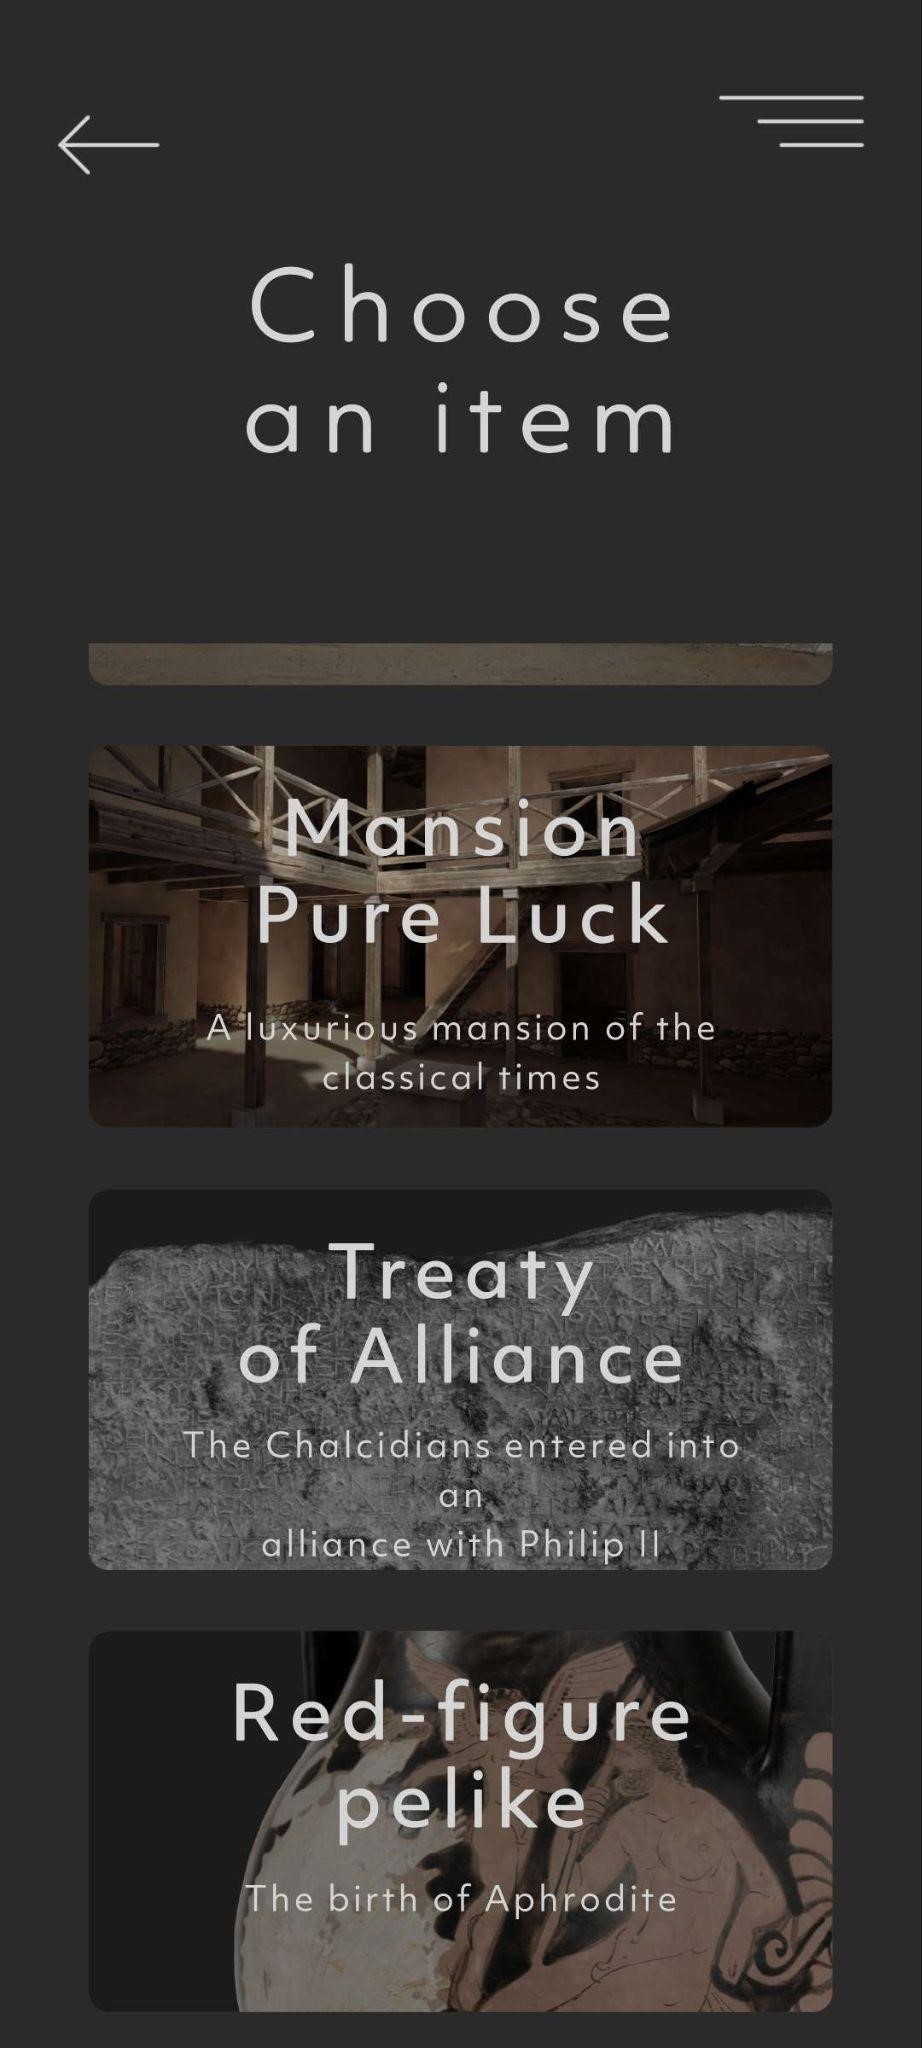 Choose
an item
Mansion
Pure Luck
A luxurious mansion of the
classical times
Treaty
of Alliance
The Chalcidians entered into
an
alliance with Philip II
Red-figure
pelike
The birth of Aphrodite